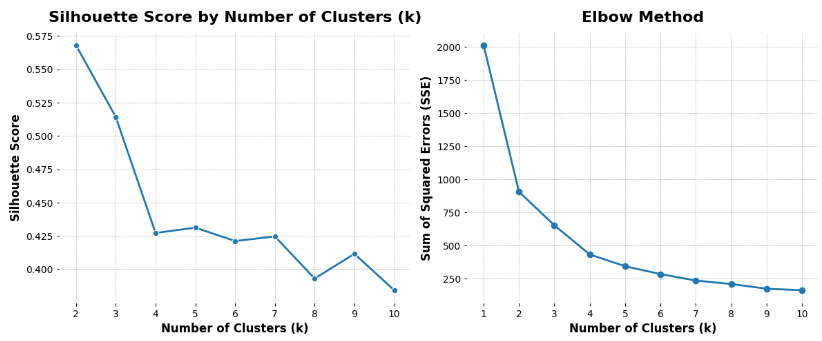 Silhouette Score by Number of Clusters (k)
Silhouette Score
0.575
0.550
0.525
0.500
0.475
0.450
0.425
0.400
2 3 4 5 6 7 8 9 10
Number of Clusters (k)
Elbow Method
Sum of Squared Errors (SSE)
2000
1750
1500
1250
1000
750
500
250
1 2 3 4 5 6 7 8 9 10
Number of Clusters (k)